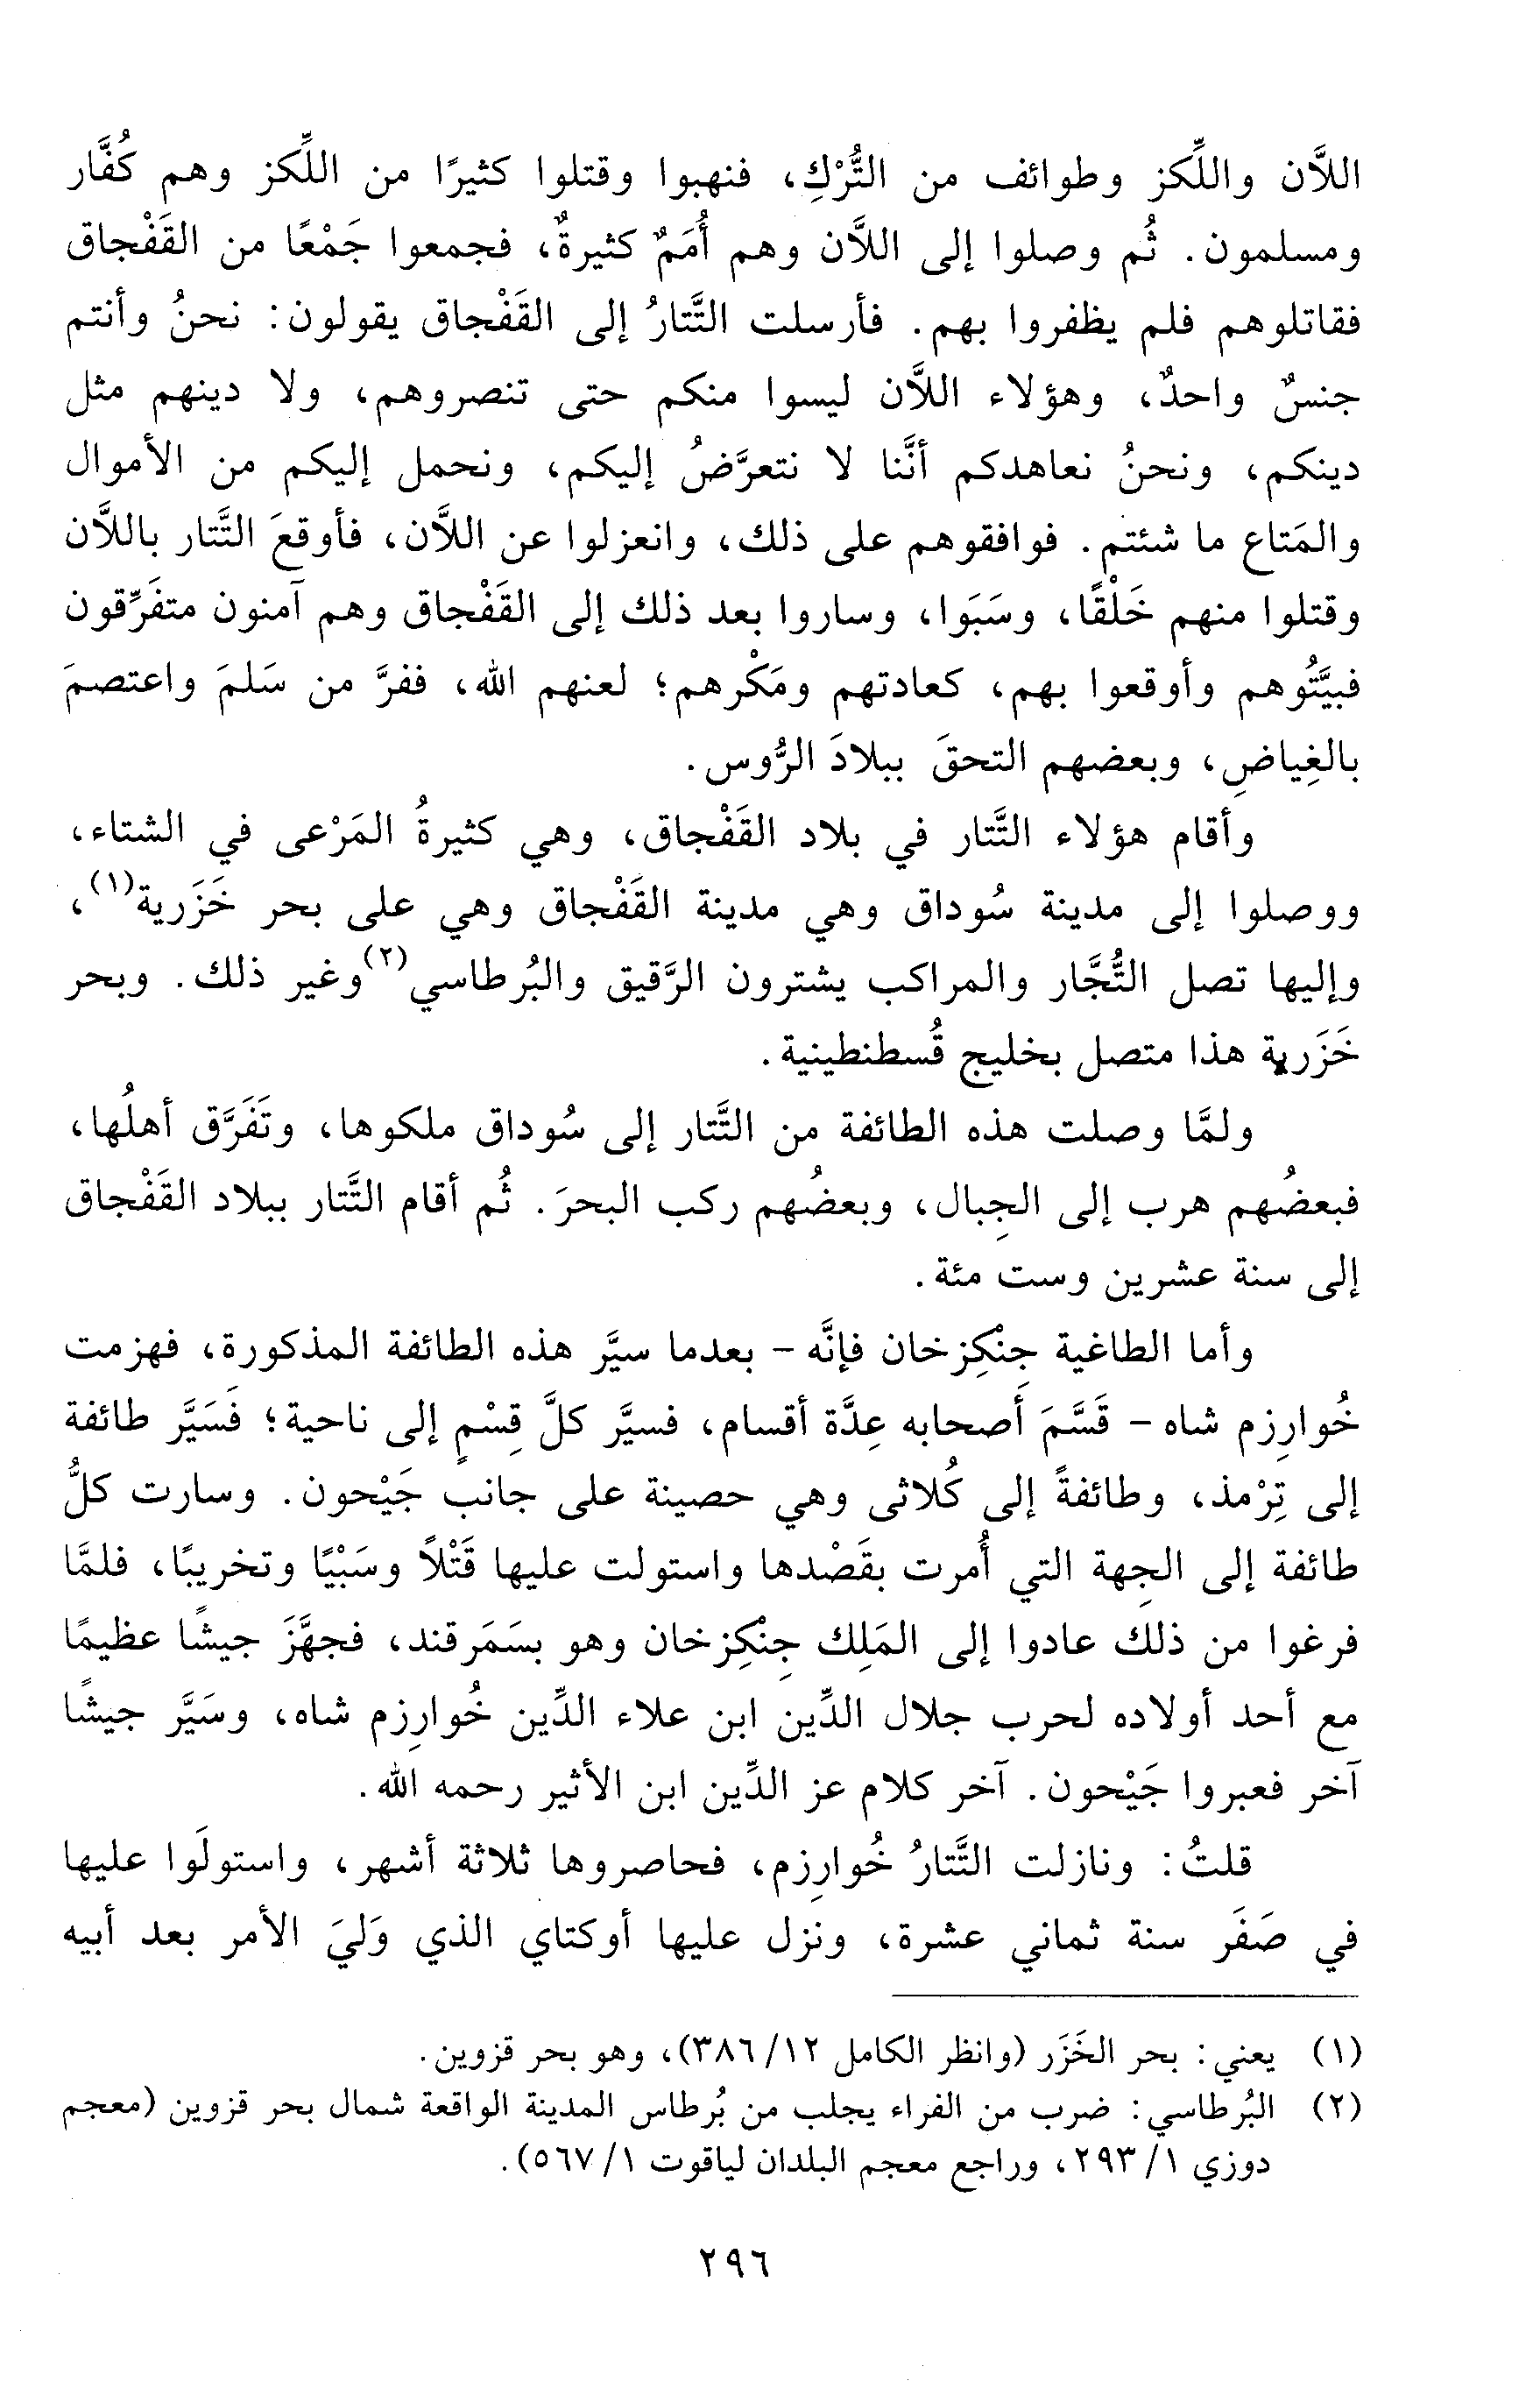 اللاَّن واللِّكز وطوائف من التُّرْكِ، فنهبوا وقتلوا كثيرًا من اللِّكز وهم كُفَّار
ومسلمون. ثُم وصلوا إلى اللاَّن وهم أُمَمٌ كثيرةٌ، فجمعوا جَمْعًا من القَفْجاق
فقاتلوهم فلم يظفروا بهم. فأرسلت التَّتارُ إلى القَفْجاق يقولون: نحنُ وأنتم
جنسٌ واحدٌ، وهؤلاء اللاَّن ليسوا منكم حتى تنصروهم، ولا دينهم مثل
دينكم، ونحنُ نعاهدكم أنَّنا لا نتعرَّضُ إليكم، ونحمل إليكم من الأموال
والمَتاع ما شئتم. فوافقوهم على ذلك، وانعزلوا عن اللاَّن، فأوقعَ التَّتار باللاَّن
وقتلوا منهم خَلْقًا، وسَبَوا، وساروا بعد ذلك إلى القَفْجاق وهم آمنون متفَرِّقون
فبيَّتُوهم وأوقعوا بهم، كعادتهم ومَكْرهم؛ لعنهم الله، ففرَّ من سَلمَ واعتصمَ
بالغِياضِ، وبعضهم التحقَ ببلادَ الرُّوس.
وأقام هؤلاء التَّتار في بلاد القَفْجاق، وهي كثيرةُ المَرْعى في الشتاء،
ووصلوا إلى مدينة سُوداق وهي مدينة القَفْجاق وهي على بحر خَزَرية(١)،
وإليها تصل التُّجَّار والمراكب يشترون الرَّقيق والبُرطاسي(٢) وغير ذلك. وبحر
خَزَرية هذا متصل بخليج قُسطنطينية.
ولمَّا وصلت هذه الطائفة من التَّتار إلى سُوداق ملكوها، وتَفَرَّق أهلُها،
فبعضُهم هرب إلى الجِبال، وبعضُهم ركب البحرَ. ثُم أقام التَّتار ببلاد القَفْجاق
إلى سنة عشرين وست مئة.
وأما الطاغية جِنْكِزخان فإنَّه - بعدما سيَّر هذه الطائفة المذكورة، فهزمت
خُوارِزم شاه - قَسَّمَ أصحابه عِدَّة أقسام، فسيَّر كلَّ قِسْمٍ إلى ناحية؛ فَسَيَّر طائفة
إلى تِرْمذ، وطائفةً إلى كُلاثى وهي حصينة على جانب جَيْحون. وسارت كلُّ
طائفة إلى الجِهة التي أُمرت بقَصْدها واستولت عليها قَتْلاً وسَبْيًا وتخريبًا، فلمَّا
فرغوا من ذلك عادوا إلى المَلِك جِنْكِزخان وهو بسَمَرقند، فجهَّزَ جيشًا عظيمًا
مع أحد أولاده لحرب جلال الدِّين ابن علاء الدِّين خُوارِزم شاه، وسَيَّر جيشًا
آخر فعبروا جَيْحون. آخر كلام عز الدِّين ابن الأثير رحمه الله.
قلتُ: ونازلت التَّتارُ خُوارِزم، فحاصروها ثلاثة أشهر، واستولَوا عليها
في صَفَر سنة ثماني عشرة، ونزل عليها أوكتاي الذي وَليَ الأمر بعد أبيه
(١) يعني: بحر الخَزَر (وانظر الكامل ١٢/ ٣٨٦)، وهو بحر قزوين.
(٢) البُرطاسي: ضرب من الفراء يجلب من بُرطاس المدينة الواقعة شمال بحر قزوين (معجم
دوزي ١/ ٢٩٣، وراجع معجم البلدان لياقوت ١/ ٥٦٧).
٢٩٦